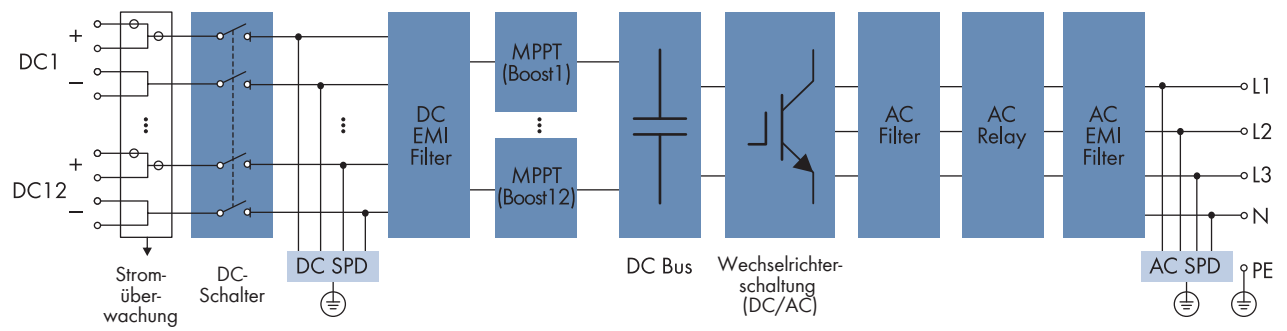 DC1
+
−
DC12
+
−
Strom-
über-
wachung
DC-
Schalter
DC SPD
DC
EMI
Filter
MPPT
(Boost1)
MPPT
(Boost12)
DC Bus
Wechselrichter-
schaltung
(DC/AC)
AC
Filter
AC
Relay
AC
EMI
Filter
AC SPD
L1
L2
L3
N
PE